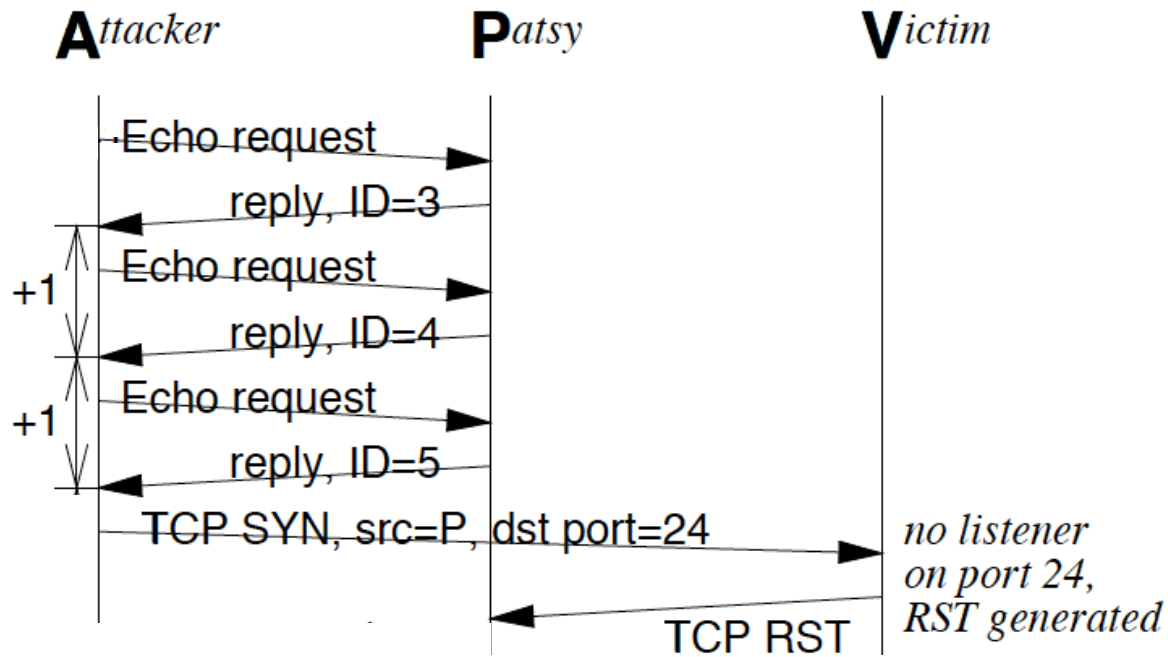 Attacker Patsy Victim
Echo request
reply, ID=3
+1
Echo request
reply, ID=4
+1
Echo request
reply, ID=5
TCP SYN, src=P, dst port=24
no listener
on port 24,
RST generated
TCP RST